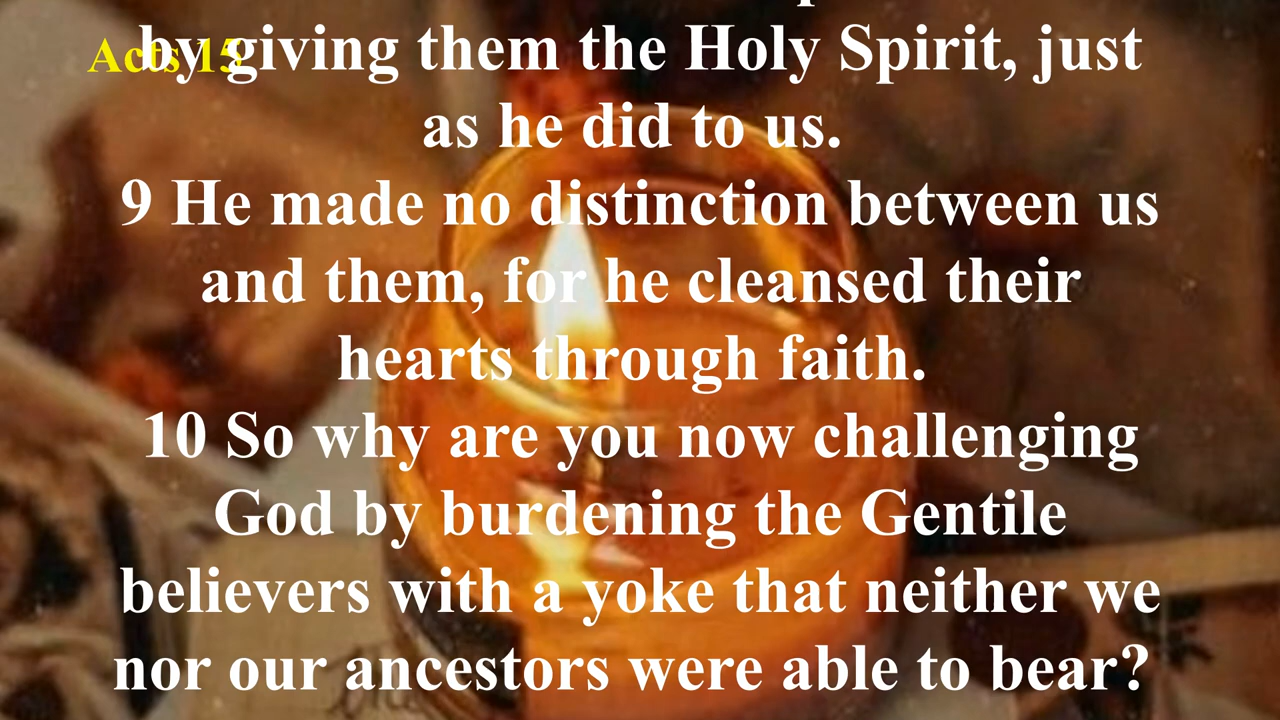 Acts 15
by giving them the Holy Spirit, just
as he did to us.
9 He made no distinction between us
and them, for he cleansed their
hearts through faith.
10 So why are you now challenging
God by burdening the Gentile
believers with a yoke that neither we
nor our ancestors were able to bear?